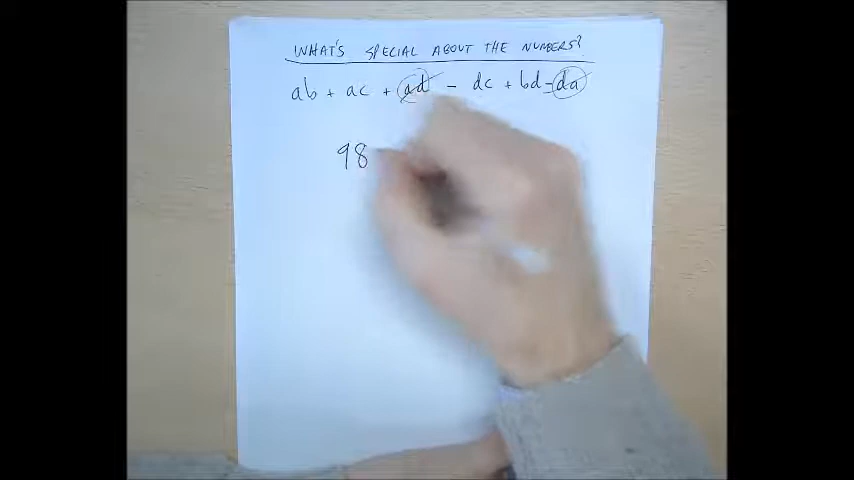 WHAT'S SPECIAL ABOUT THE NUMBERS?
ab + ac + ad - dc + bd - da
98